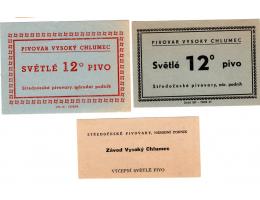 PIVOVAR VYSOKÝ CHLUMEC
SVĚTLÉ 12° PIVO
Středočeské pivovary, národní podnik
PIVOVAR VYSOKÝ CHLUMEC
Světlé 12° pivo
Středočeské pivovary, nár. podnik
STŘEDOČESKÉ PIVOVARY, NÁRODNÍ PODNIK
Závod Vysoký Chlumec
VÝČEPNÍ SVĚTLÉ PIVO